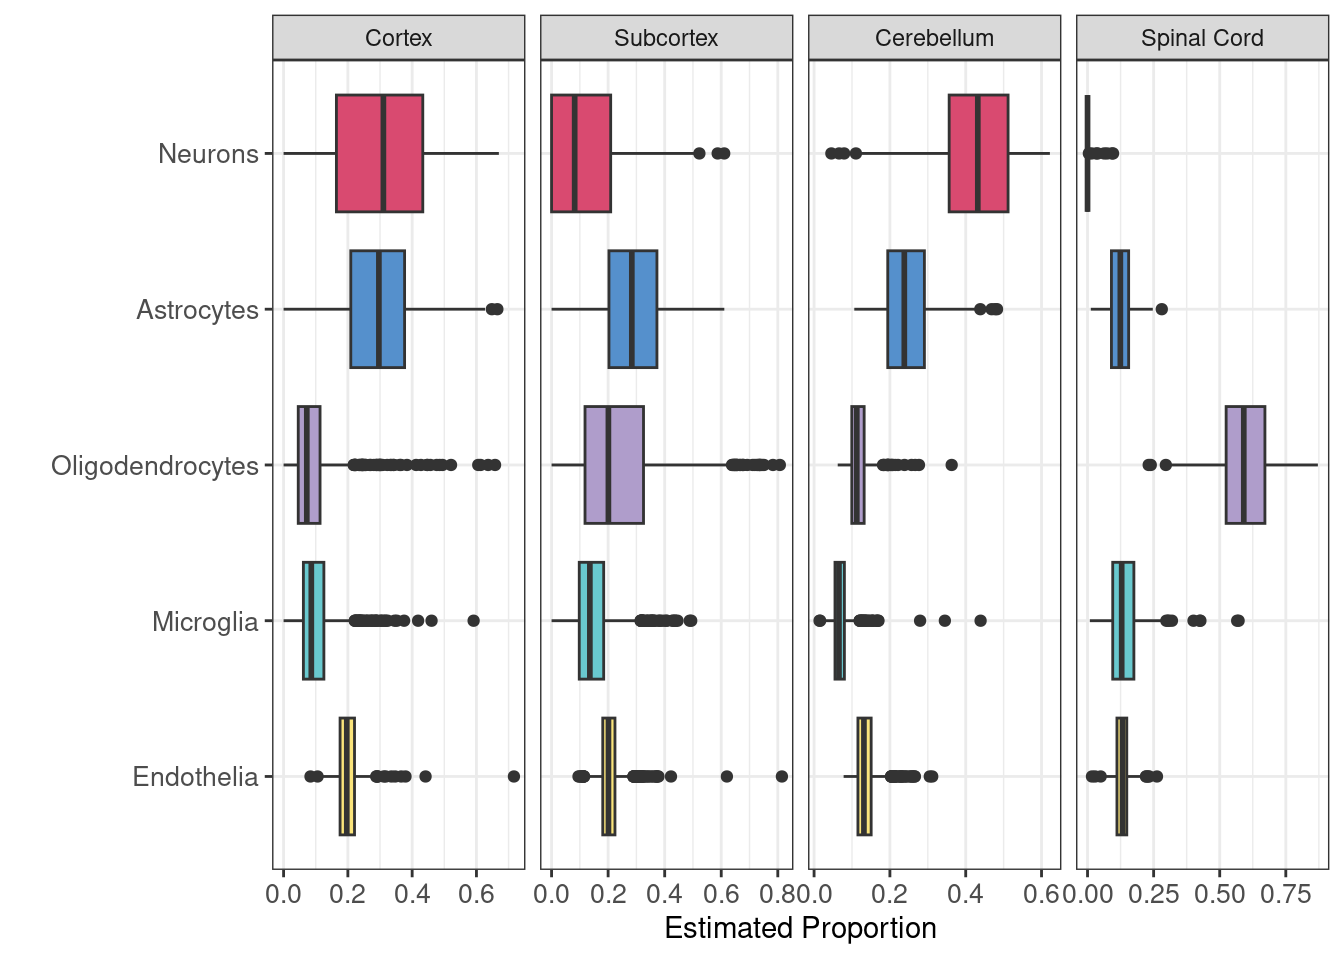 Cortex Subcortex Cerebellum Spinal Cord
Neurons
Astrocytes
Oligodendrocytes
Microglia
Endothelia
0.0 0.2 0.4 0.6 0.0 0.2 0.4 0.6 0.8 0.0 0.2 0.4 0.6 0.00 0.25 0.50 0.75
Estimated Proportion